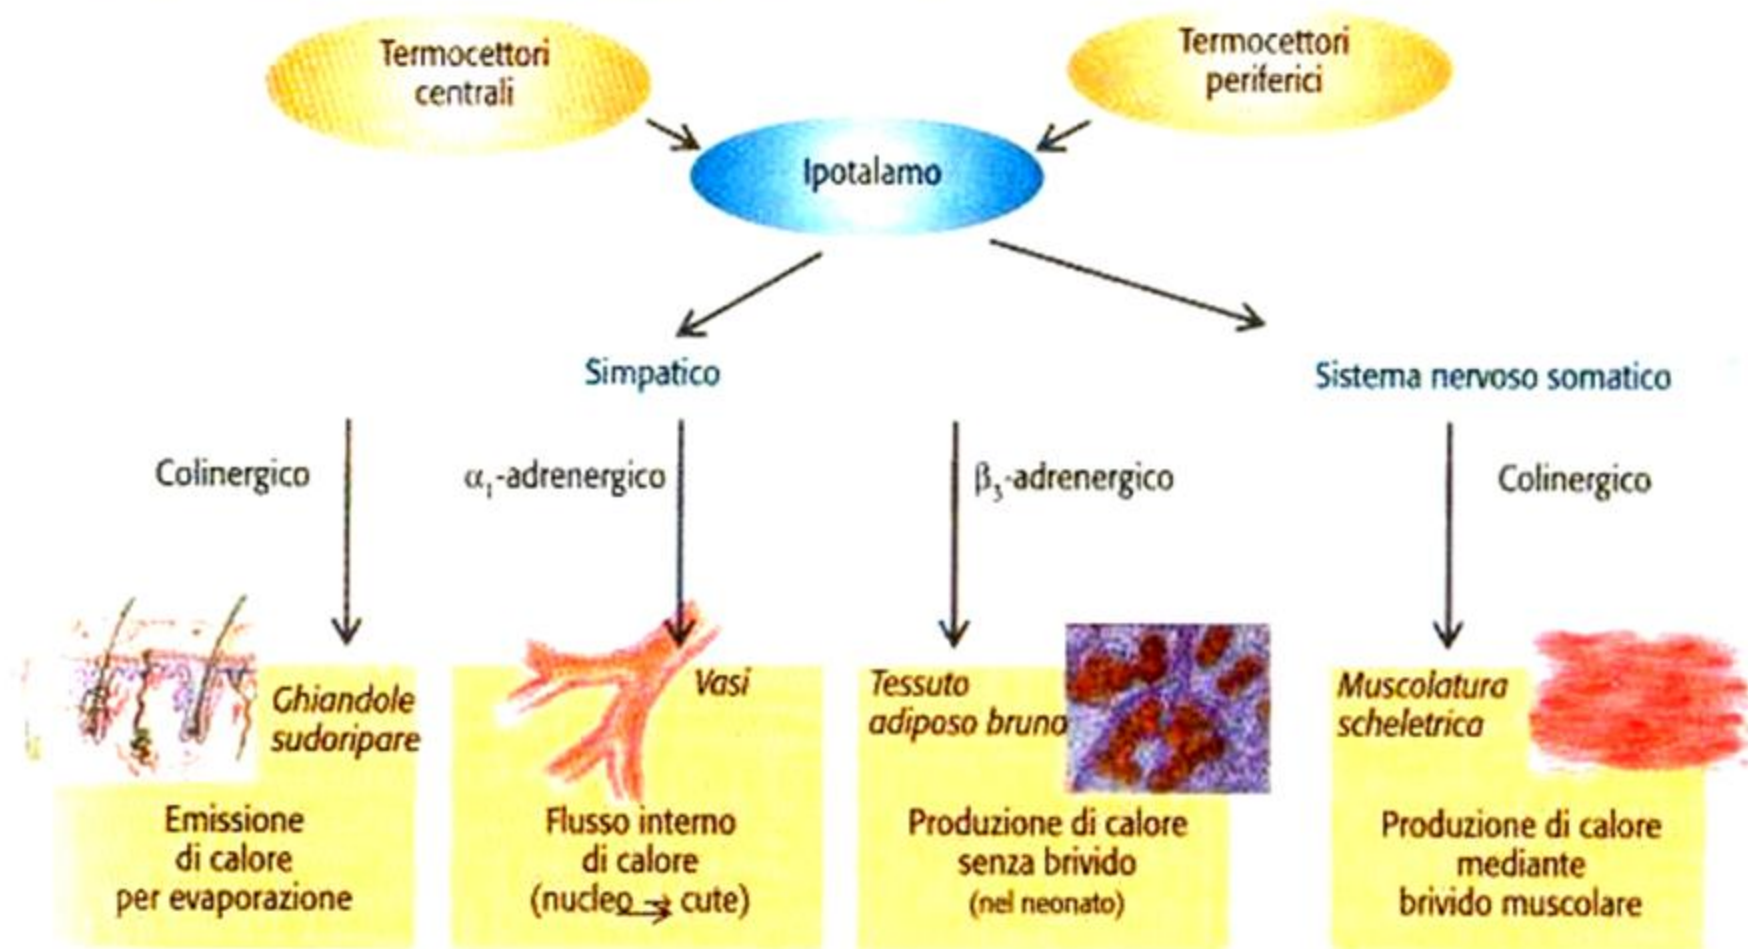 Termocettori
centrali
Termocettori
periferici
Ipotalamo
Simpatico
Sistema nervoso somatico
Colinergico
α₁-adrenergico
β₃-adrenergico
Colinergico
Ghiandole
sudoripare
Emissione
di calore
per evaporazione
Vasi
Flusso interno
di calore
(nucleo → cute)
Tessuto
adiposo bruno
Produzione di calore
senza brivido
(nel neonato)
Muscolatura
scheletrica
Produzione di calore
mediante
brivido muscolare